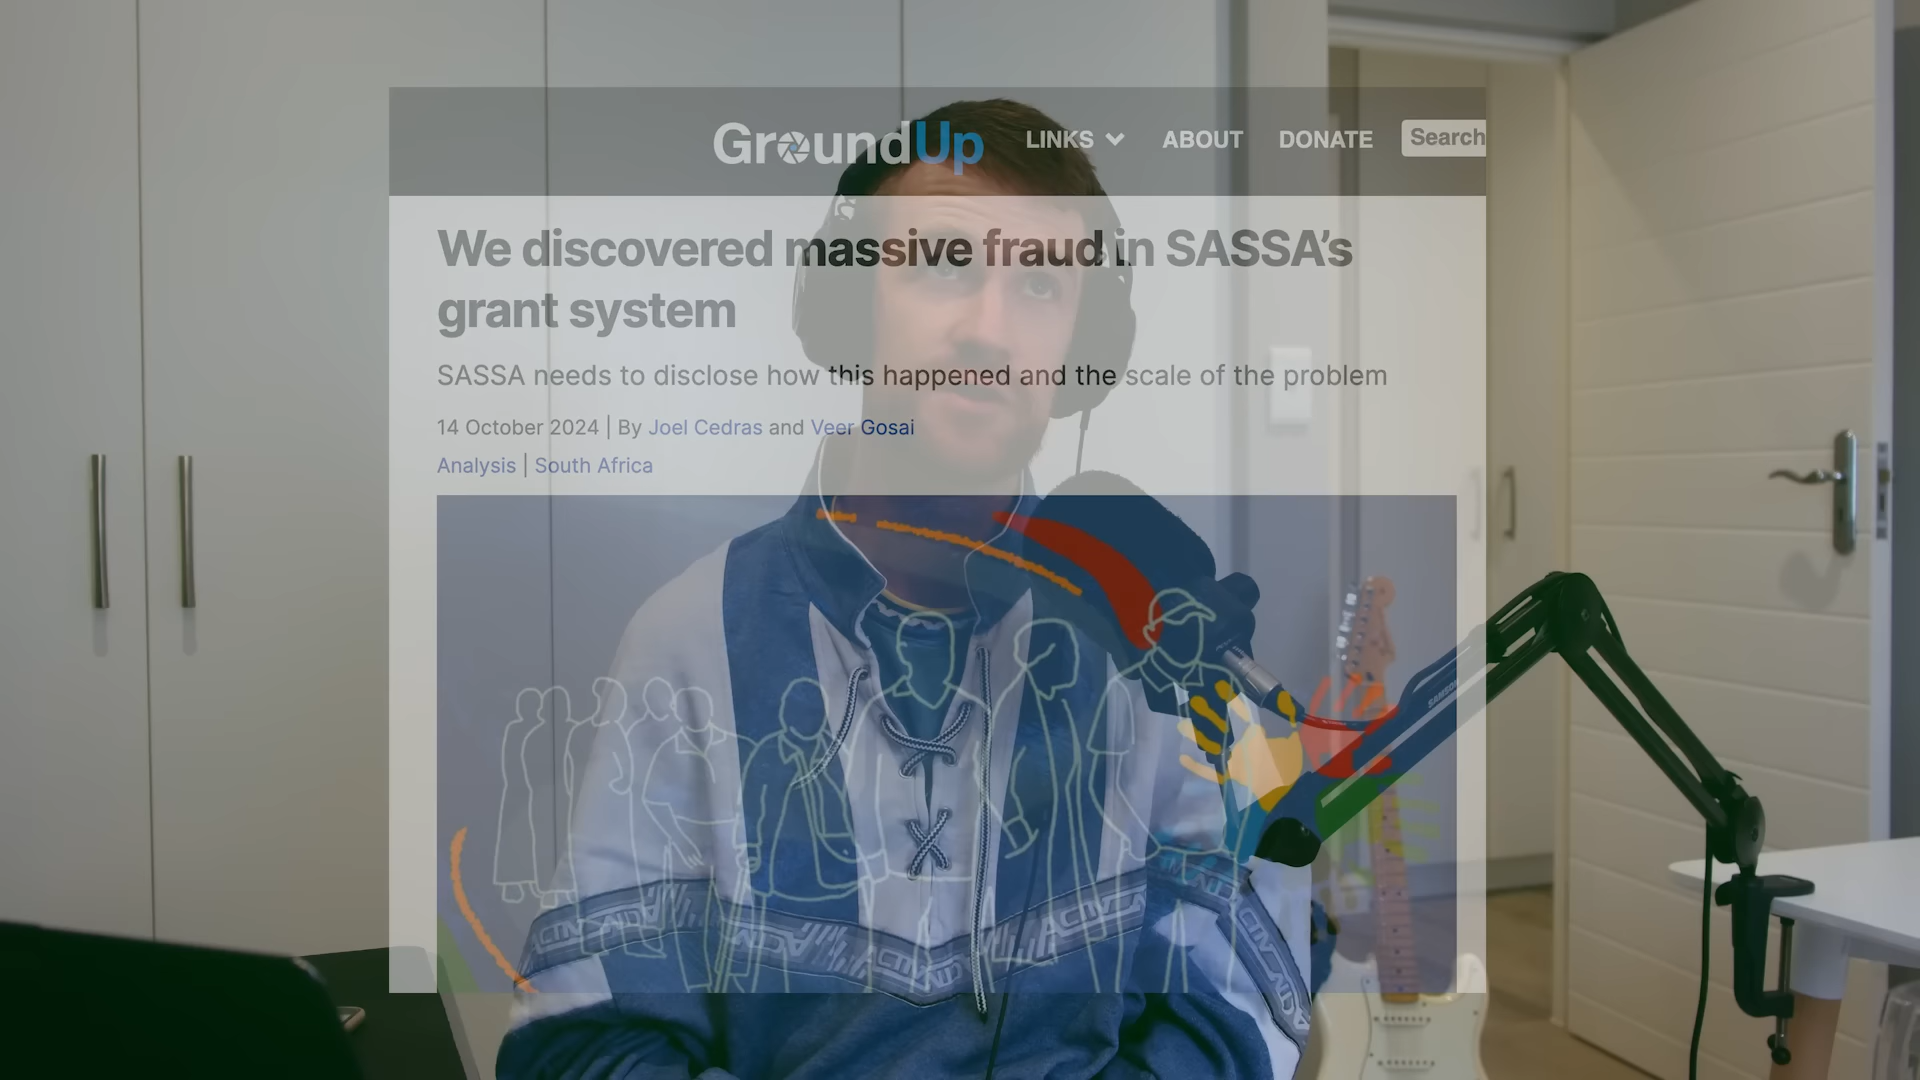 GroundUp
LINKS ABOUT DONATE Search
We discovered massive fraud in SASSA's
grant system
SASSA needs to disclose how this happened and the scale of the problem
14 October 2024 | By Joel Cedras and Veer Gosai
Analysis | South Africa
SAMSON